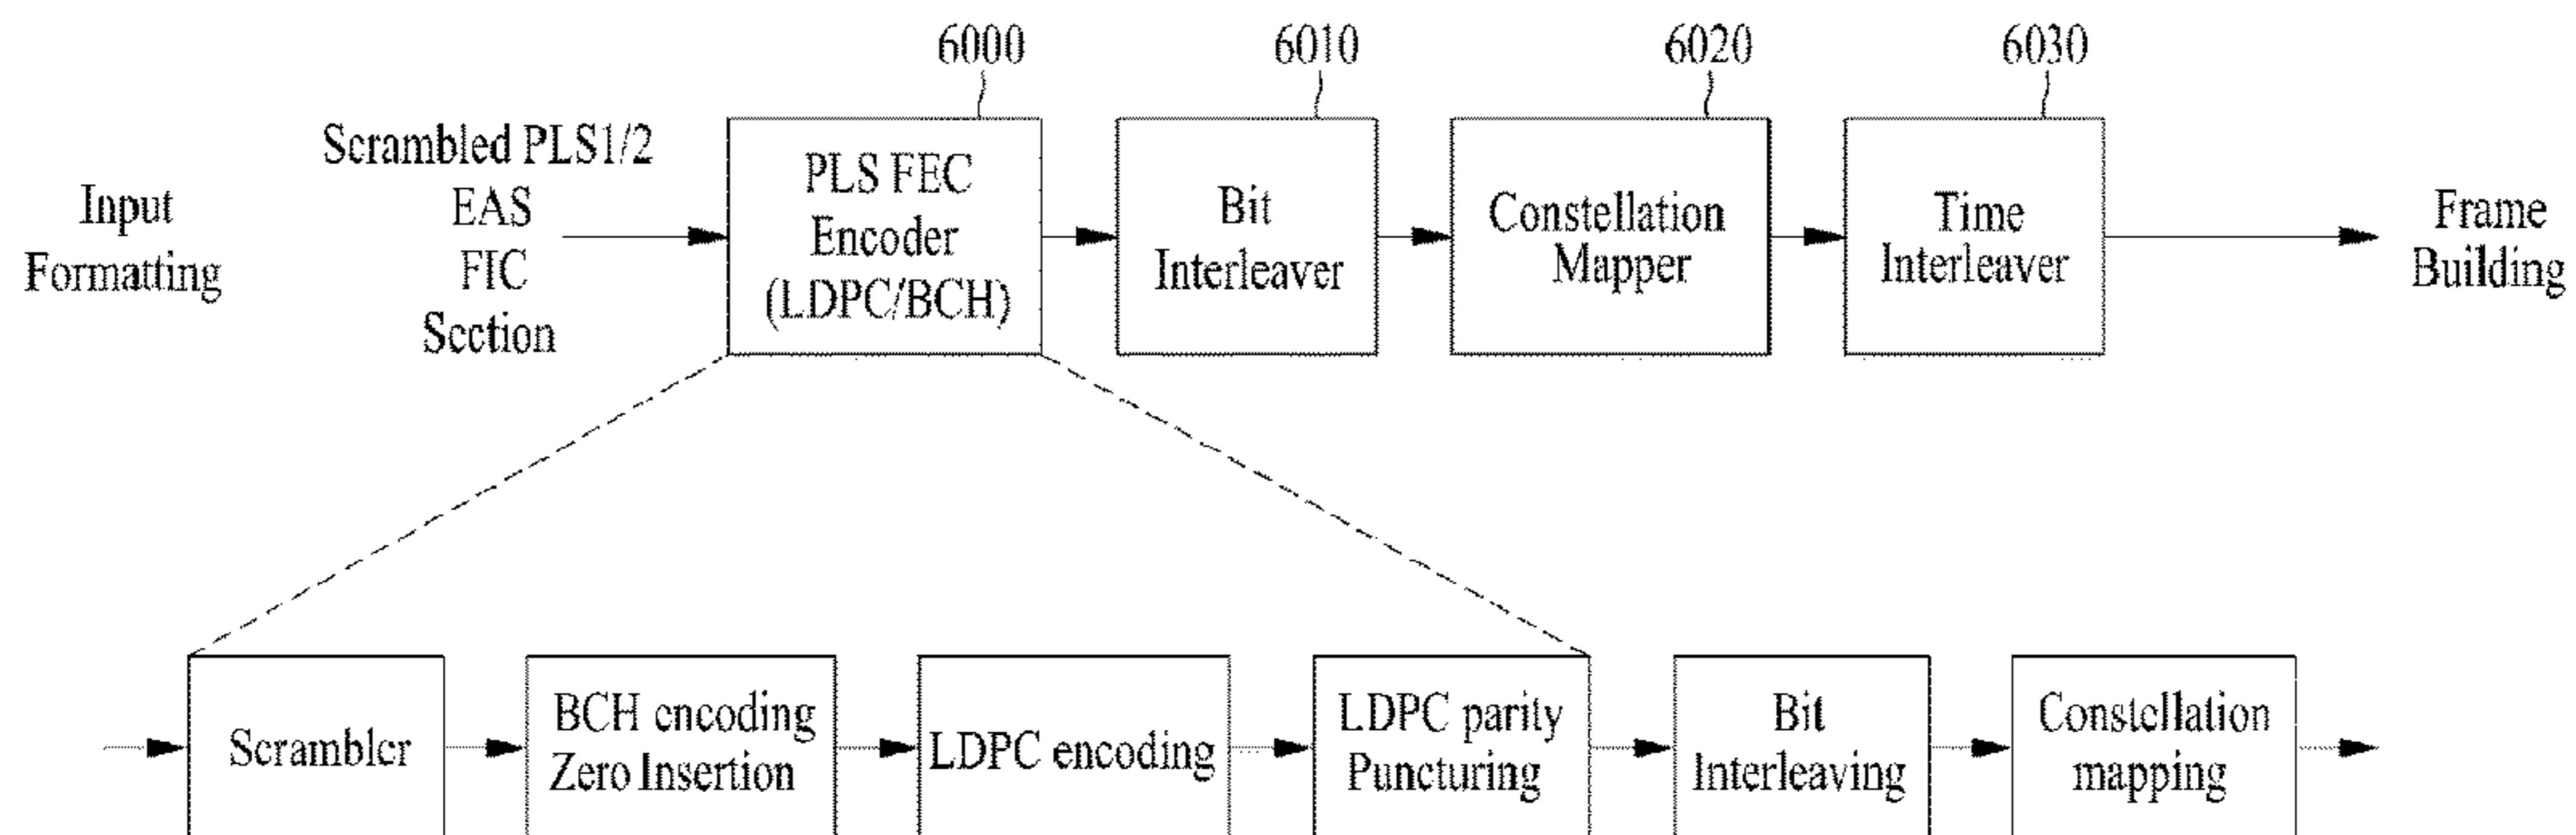 6000
6010
6020
6030
Input
Formatting
Scrambled PLS1/2
EAS
FIC
Section
PLS FEC
Encoder
(LDPC/BCH)
Bit
Interleaver
Constellation
Mapper
Time
Interleaver
Frame
Building
Scrambler
BCH encoding
Zero Insertion
LDPC encoding
LDPC parity
Puncturing
Bit
Interleaving
Constellation
mapping